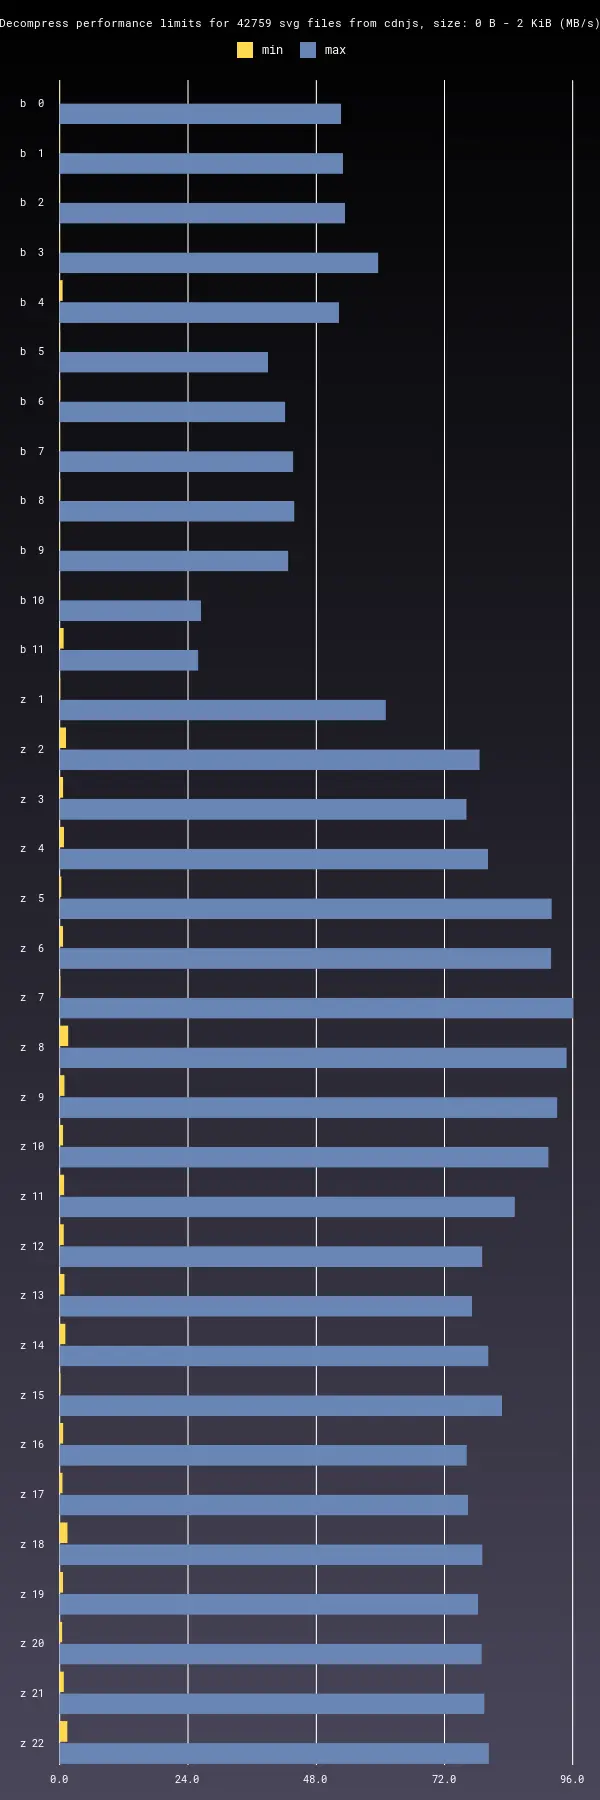 Decompress performance limits for 42759 svg files from cdnjs, size: 0 B - 2 KiB (MB/s)
min max
b 0
b 1
b 2
b 3
b 4
b 5
b 6
b 7
b 8
b 9
b 10
b 11
z 1
z 2
z 3
z 4
z 5
z 6
z 7
z 8
z 9
z 10
z 11
z 12
z 13
z 14
z 15
z 16
z 17
z 18
z 19
z 20
z 21
z 22
0.0 24.0 48.0 72.0 96.0